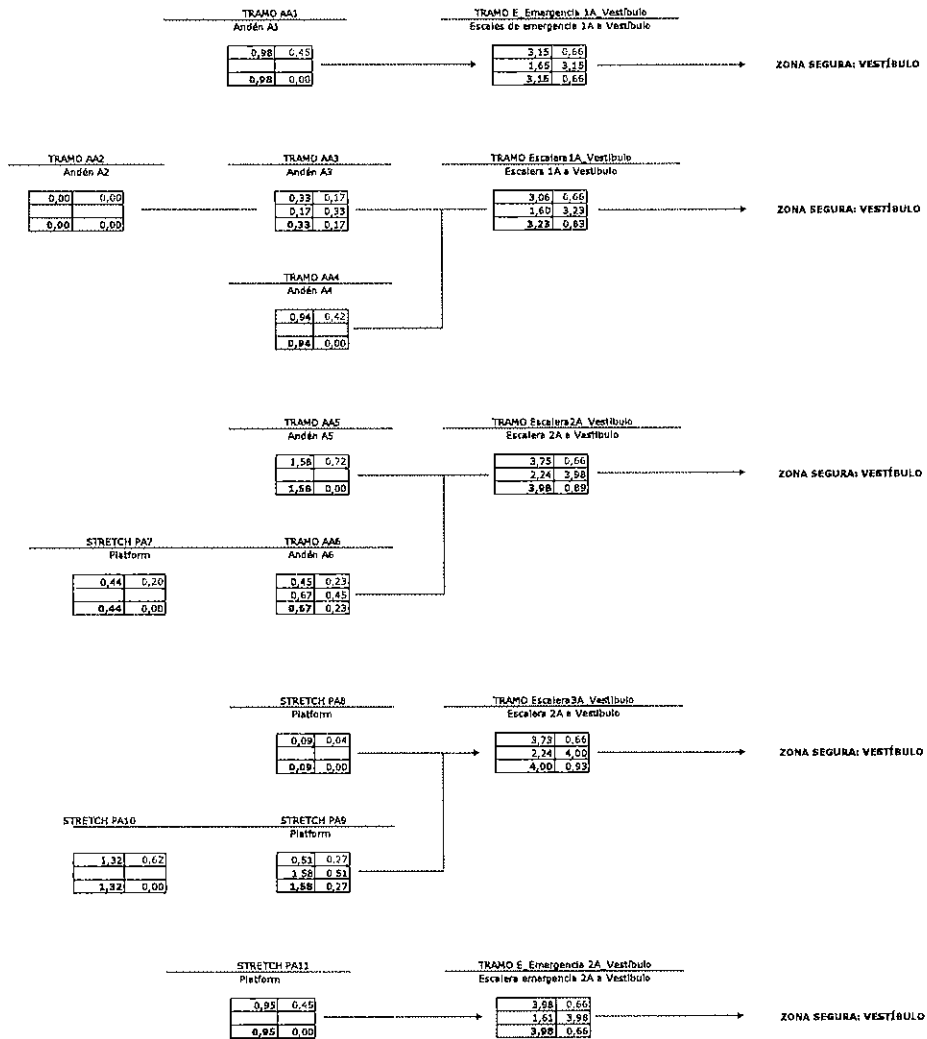 TRAMO AA1
Andén A1
0,98 0,45
0,98 0,00
TRAMO E_Emergencia 1A_Vestíbulo
Escales de emergencia 1A a Vestíbulo
3,15 0,66
1,65 3,15
3,15 0,66
ZONA SEGURA: VESTÍBULO
TRAMO AA2
Andén A2
0,00 0,00
0,00 0,00
TRAMO AA3
Andén A3
0,33 0,17
0,17 0,33
0,33 0,17
TRAMO Escalera1A_Vestíbulo
Escalera 1A a Vestíbulo
3,06 0,66
1,60 3,23
3,23 0,83
ZONA SEGURA: VESTÍBULO
TRAMO AA4
Andén A4
0,94 0,42
0,94 0,00
TRAMO AA5
Andén A5
1,58 0,72
1,58 0,00
TRAMO Escalera2A_Vestíbulo
Escalera 2A a Vestíbulo
3,75 0,66
2,24 3,98
3,98 0,89
ZONA SEGURA: VESTÍBULO
STRETCH PA7
Platform
0,44 0,20
0,44 0,00
TRAMO AA6
Andén A6
0,45 0,23
0,67 0,45
0,67 0,23
STRETCH PA8
Platform
0,09 0,04
0,09 0,00
TRAMO Escalera3A_Vestíbulo
Escalera 2A a Vestíbulo
3,73 0,66
2,24 4,00
4,00 0,93
ZONA SEGURA: VESTÍBULO
STRETCH PA10
1,32 0,62
1,32 0,00
STRETCH PA9
Platform
0,51 0,27
1,58 0,51
1,58 0,27
STRETCH PA11
Platform
0,95 0,45
0,95 0,00
TRAMO E_Emergencia 2A_Vestíbulo
Escalera emergencia 2A a Vestíbulo
3,98 0,66
1,61 3,98
3,98 0,66
ZONA SEGURA: VESTÍBULO